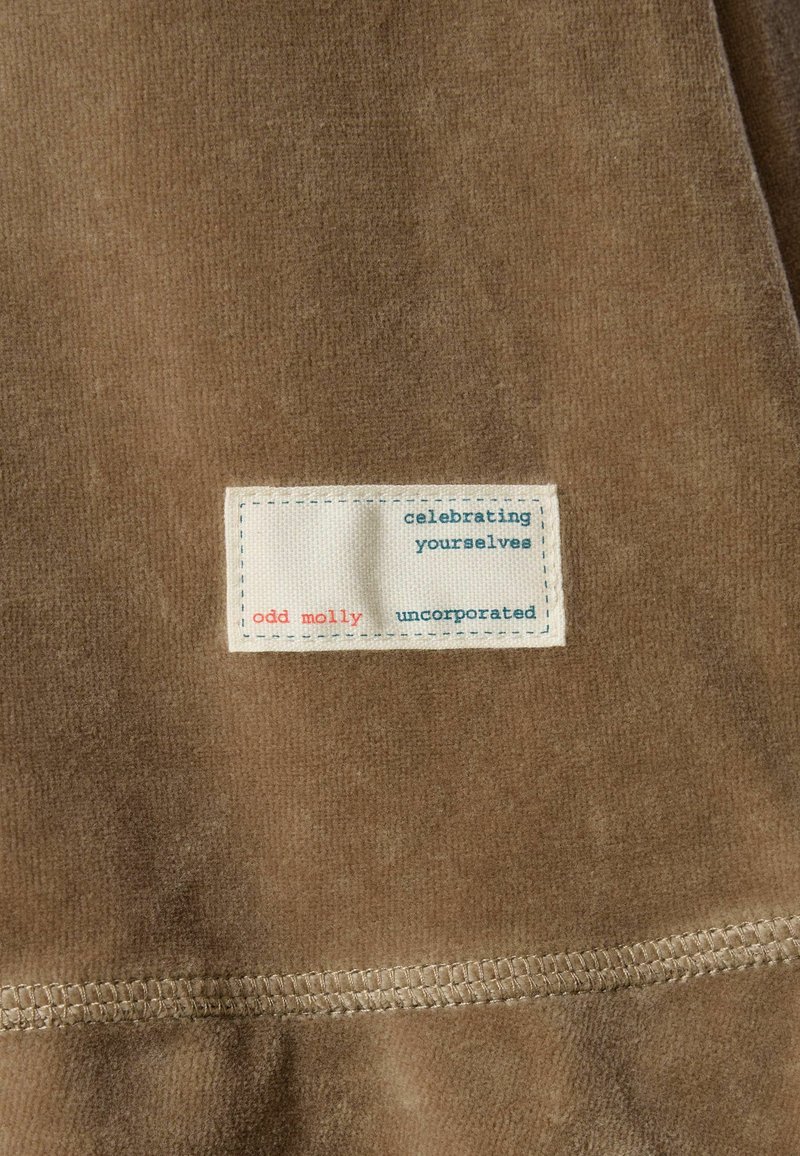 celebrating
yourselves
odd molly uncorporated